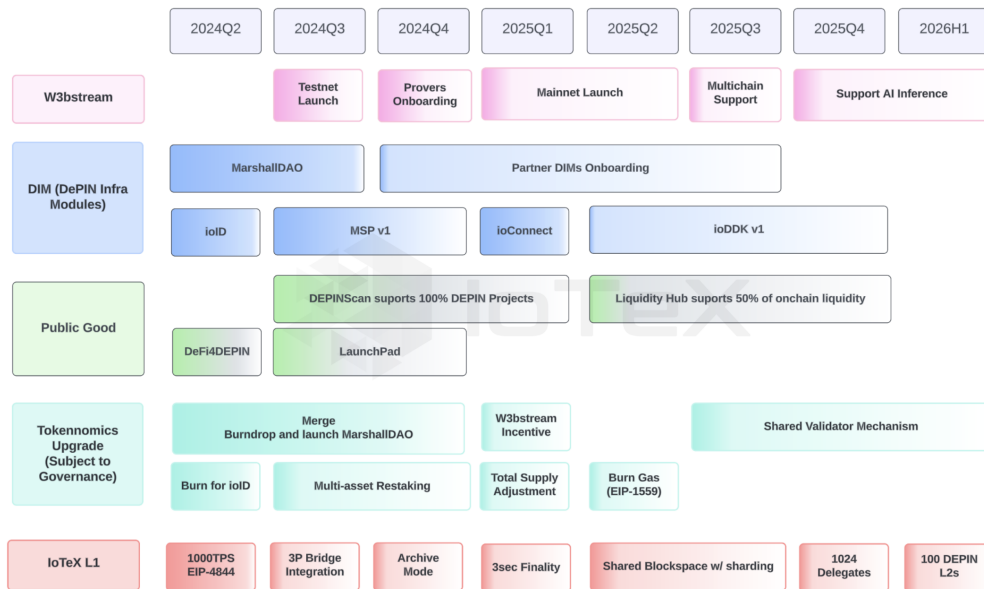 2024Q2 2024Q3 2024Q4 2025Q1 2025Q2 2025Q3 2025Q4 2026H1
W3bstream
Testnet
Launch
Provers
Onboarding
Mainnet Launch
Multichain
Support
Support AI Inference
DIM (DePIN Infra
Modules)
MarshallDAO
Partner DIMs Onboarding
ioID
MSP v1
ioConnect
ioDDK v1
Public Good
DEPINScan suports 100% DEPIN Projects
Liquidity Hub suports 50% of onchain liquidity
DeFi4DEPIN
LaunchPad
IoTeX
Tokennomics
Upgrade
(Subject to
Governance)
Merge
Burndrop and launch MarshallDAO
W3bstream
Incentive
Shared Validator Mechanism
Burn for ioID
Multi-asset Restaking
Total Supply
Adjustment
Burn Gas
(EIP-1559)
IoTeX L1
1000TPS
EIP-4844
3P Bridge
Integration
Archive
Mode
3sec Finality
Shared Blockspace w/ sharding
1024
Delegates
100 DEPIN
L2s